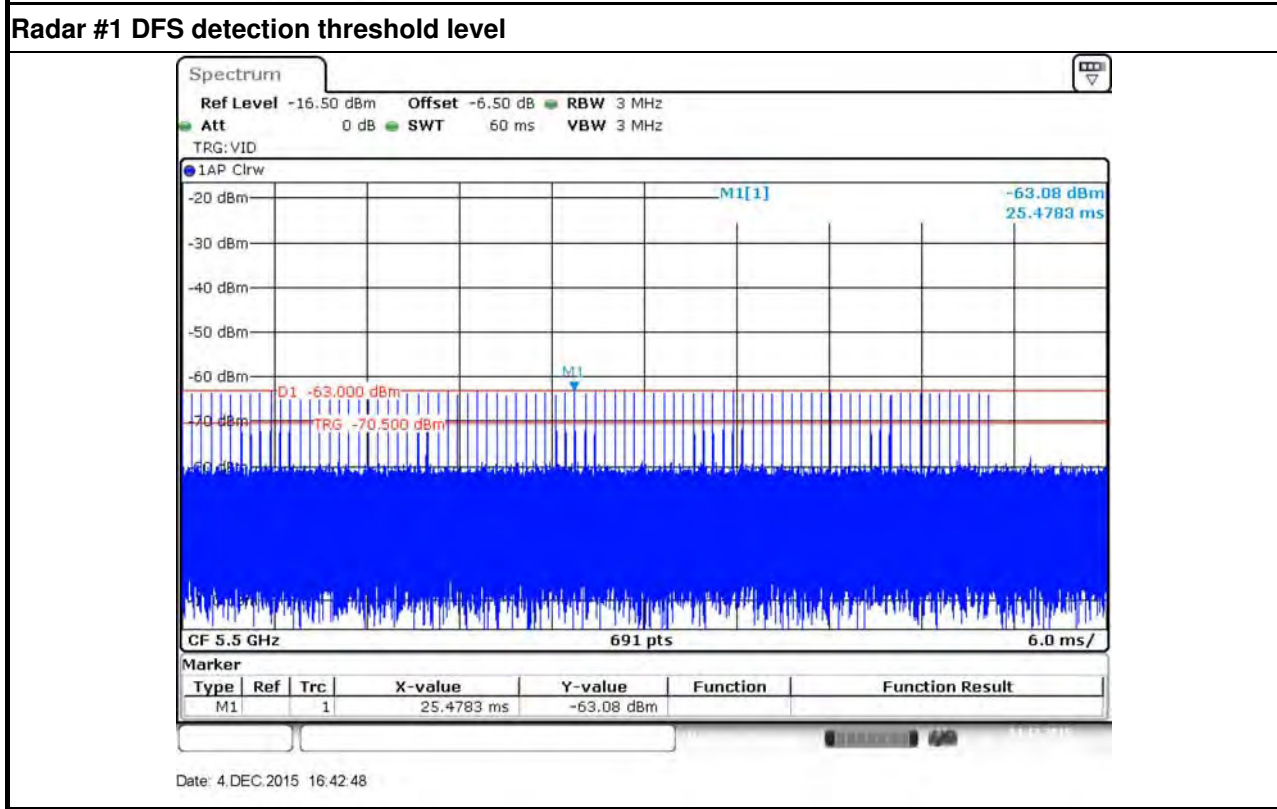 Radar #1 DFS detection threshold level
Spectrum
Ref Level -16.50 dBm Offset -6.50 dB RBW 3 MHz
Att 0 dB SWT 60 ms VBW 3 MHz
TRG:VID
1AP Clrw
-20 dBm
M1[1]
-63.08 dBm
25.4783 ms
-30 dBm
-40 dBm
-50 dBm
-60 dBm
M1
D1 -63.000 dBm
-70 dBm
TRG -70.500 dBm
CF 5.5 GHz 691 pts 6.0 ms/
Marker
Type Ref Trc X-value Y-value Function Function Result
M1 1 25.4783 ms -63.08 dBm
Date: 4.DEC.2015 16:42:48